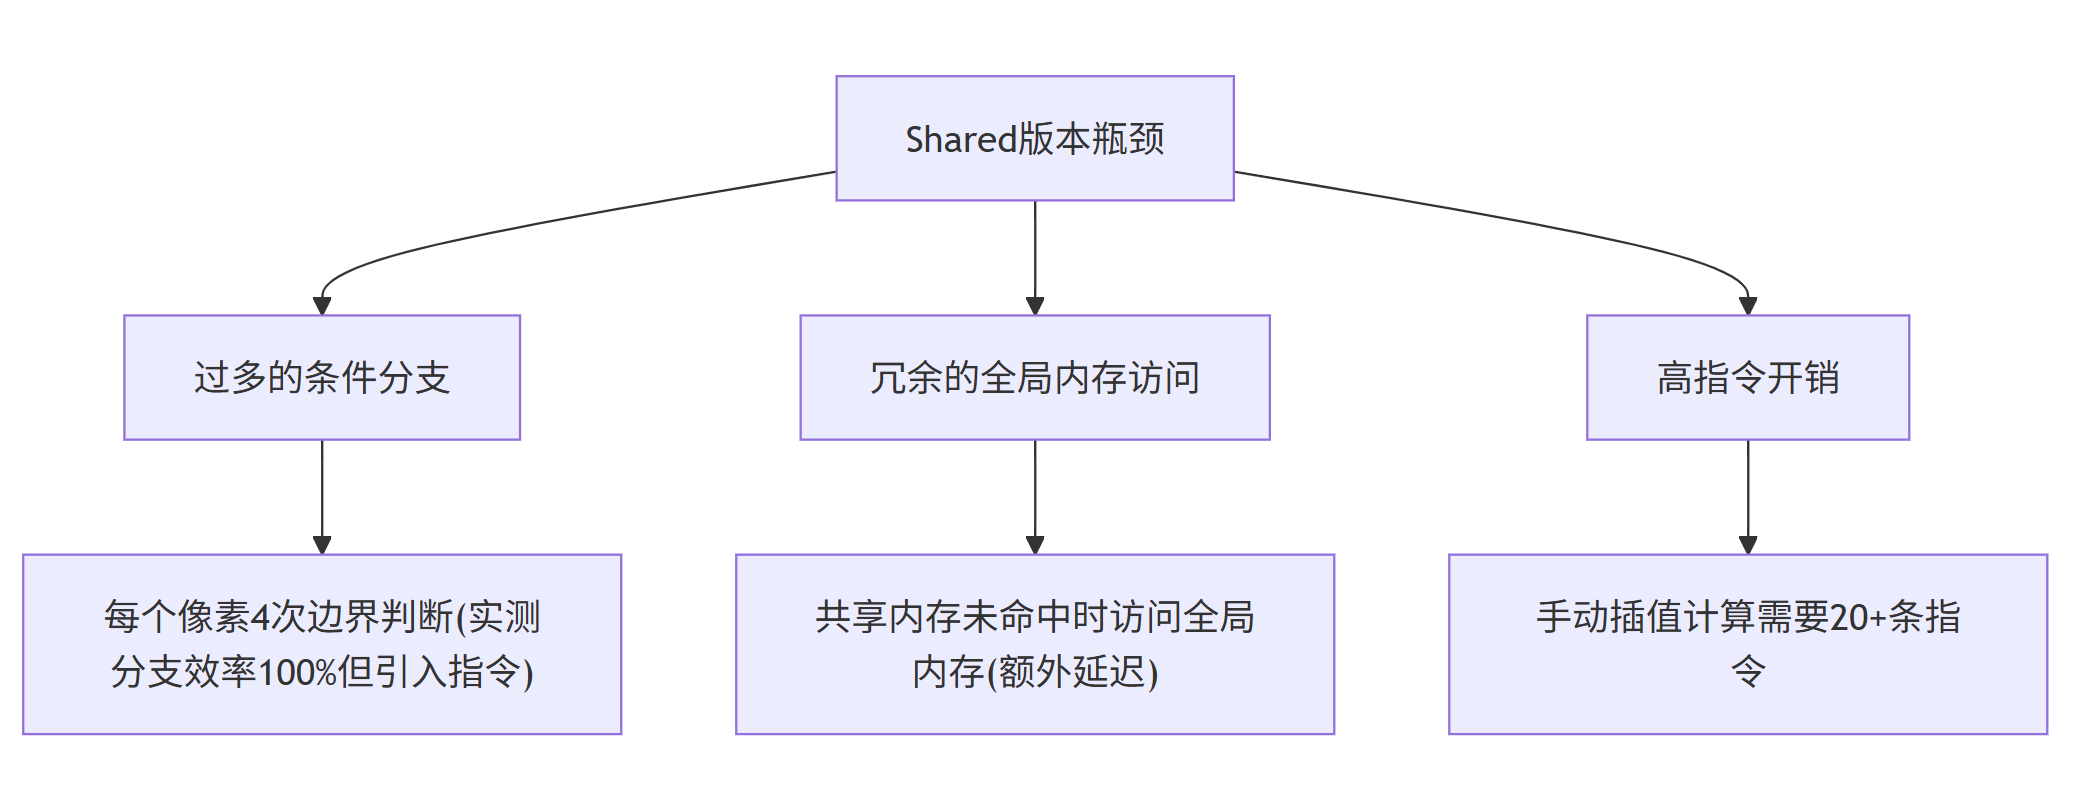 Shared版本瓶颈
过多的条件分支
冗余的全局内存访问
高指令开销
每个像素4次边界判断(实测
分支效率100%但引入指令)
共享内存未命中时访问全局
内存(额外延迟)
手动插值计算需要20+条指
令